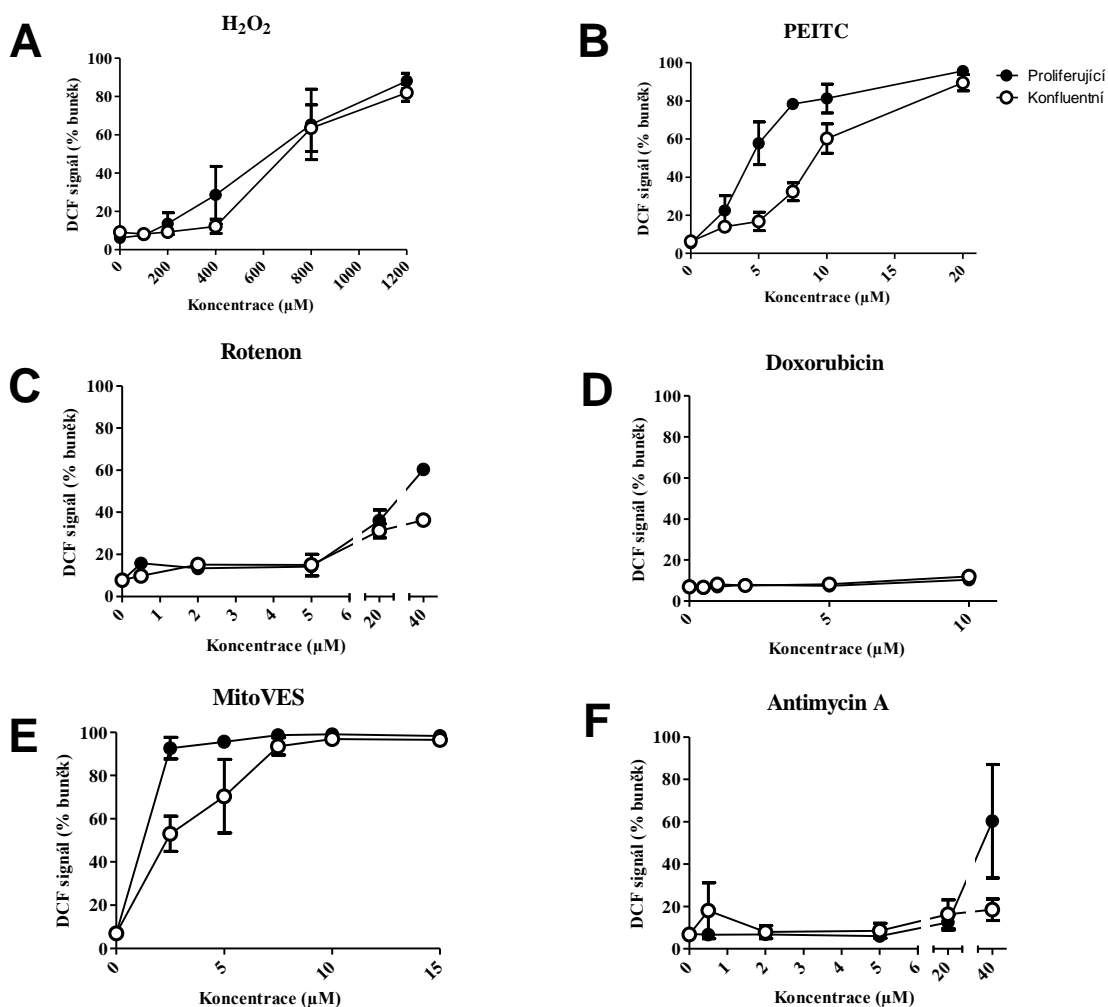 A
H₂O₂
DCF signál (% buněk)
100
80
60
40
20
0
0
200
400
600
800
1000
1200
Koncentrace (µM)
B
PEITC
DCF signál (% buněk)
100
80
60
40
20
0
0
5
10
15
20
Koncentrace (µM)
Proliferující
Konfluentní
C
Rotenon
DCF signál (% buněk)
100
80
60
40
20
0
0
1
2
3
4
5
6
20
40
Koncentrace (µM)
D
Doxorubicin
DCF signál (% buněk)
100
80
60
40
20
0
0
5
10
Koncentrace (µM)
E
MitoVES
DCF signál (% buněk)
100
80
60
40
20
0
0
5
10
15
Koncentrace (µM)
F
Antimycin A
DCF signál (% buněk)
100
80
60
40
20
0
0
1
2
3
4
5
6
20
40
Koncentrace (µM)